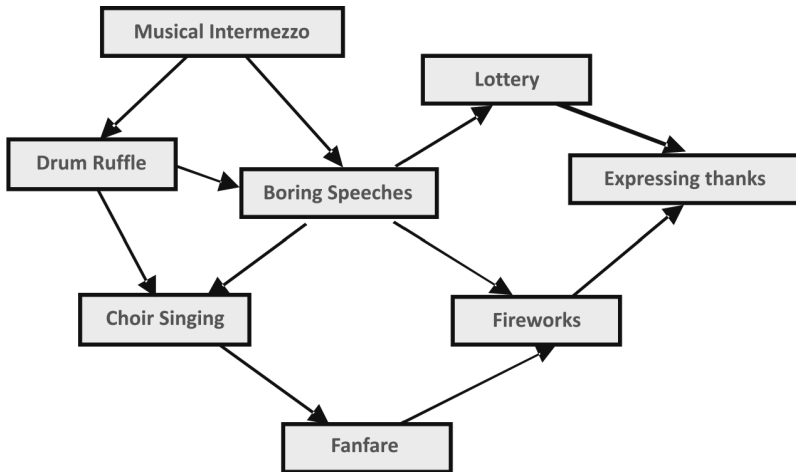 Musical Intermezzo
Lottery
Drum Ruffle
Boring Speeches
Expressing thanks
Choir Singing
Fireworks
Fanfare